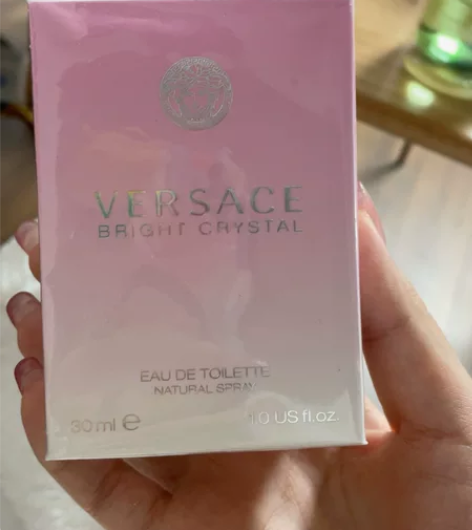 VERSACE
BRIGHT CRYSTAL
EAU DE TOILETTE
NATURAL SPRAY
30 ml e 1.0 US fl.oz.